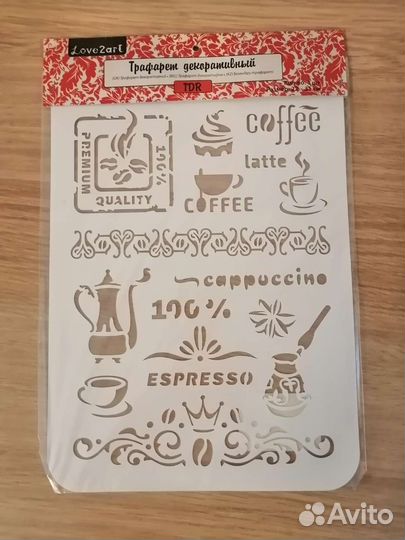 Love2art
Трафарет декоративный
TDR
PREMIUM
100%
QUALITY
COFFEE
coffee
latte
cappuccino
100%
ESPRESSO
Avito